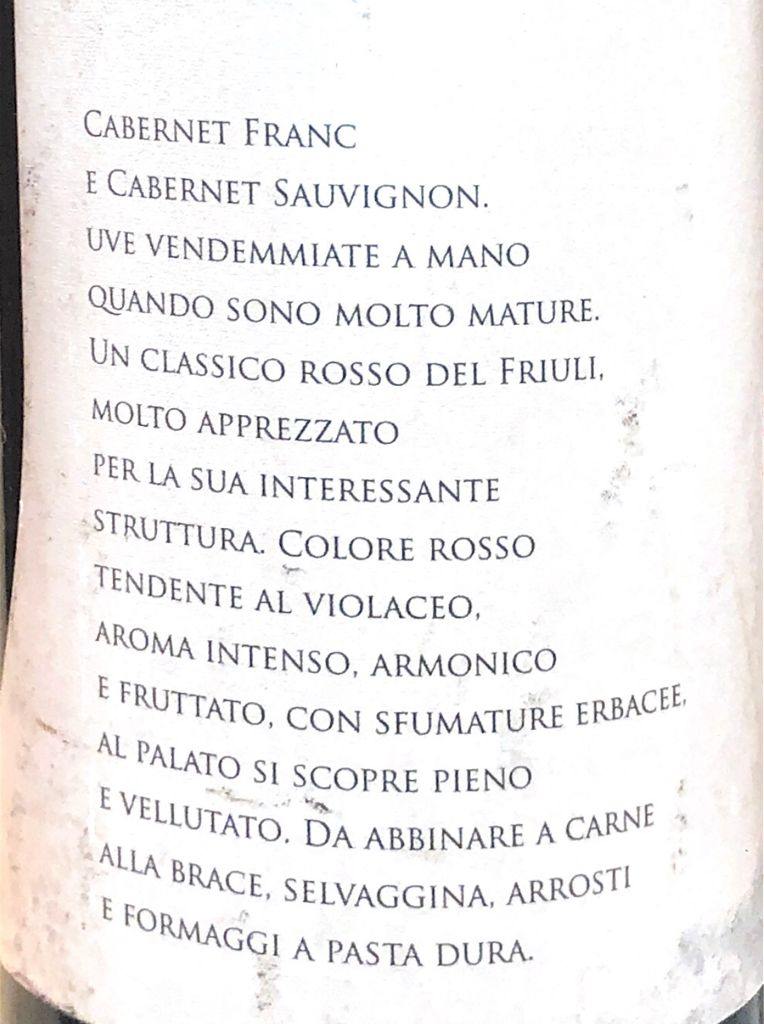 Cabernet Franc
e Cabernet Sauvignon.
uve vendemmiate a mano
quando sono molto mature.
Un classico rosso del Friuli,
molto apprezzato
per la sua interessante
struttura. Colore rosso
tendente al violaceo,
aroma intenso, armonico
e fruttato, con sfumature erbacee,
al palato si scopre pieno
e vellutato. Da abbinare a carne
alla brace, selvaggina, arrosti
e formaggi a pasta dura.